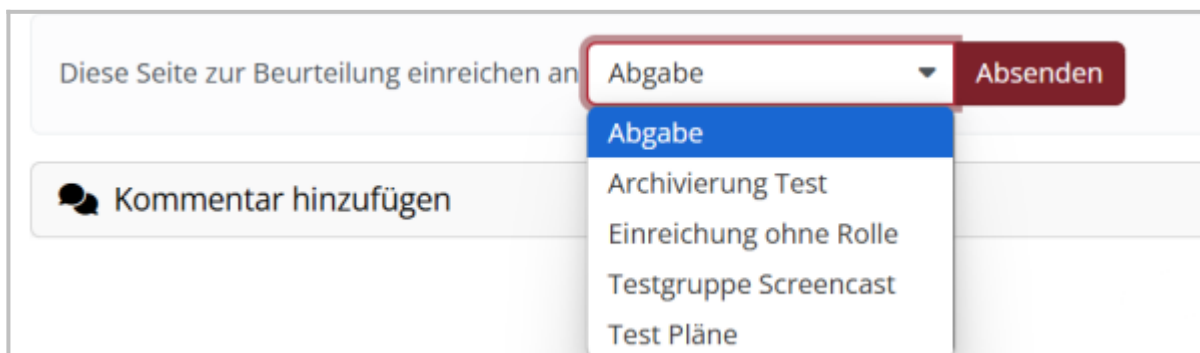 Diese Seite zur Beurteilung einreichen an Abgabe Absenden
Abgabe
Archivierung Test
Kommentar hinzufügen
Einreichung ohne Rolle
Testgruppe Screencast
Test Pläne